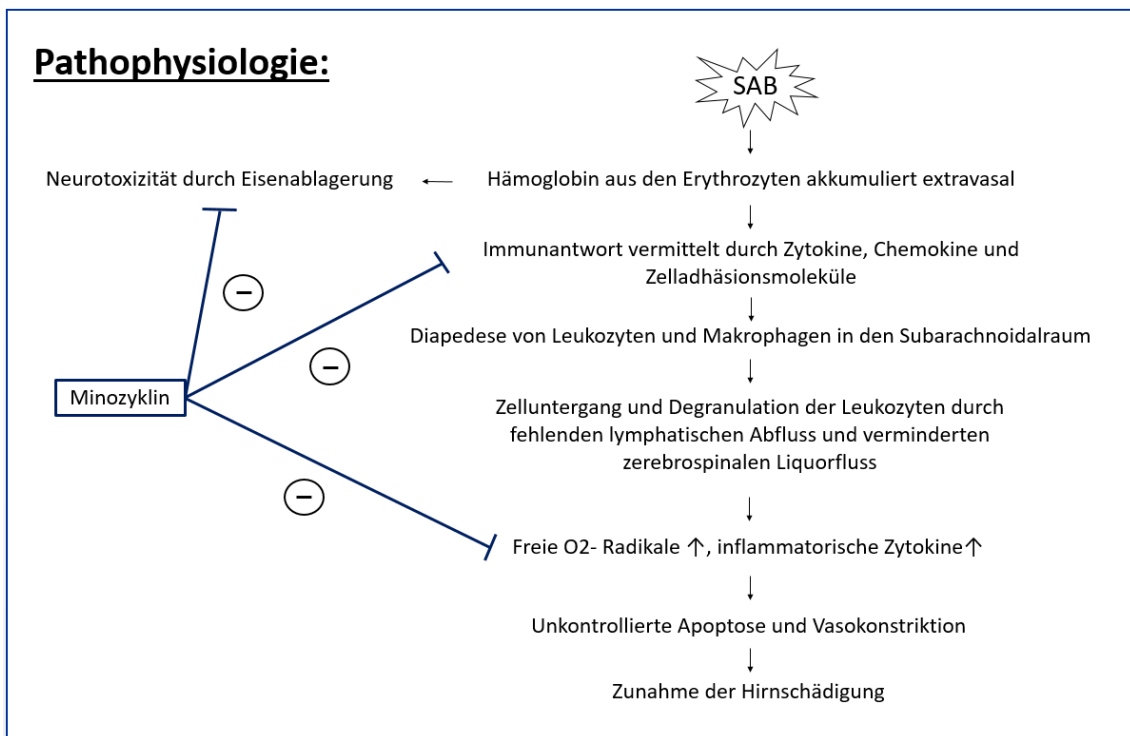 Pathophysiologie:
SAB
Neurotoxizität durch Eisenablagerung
Hämoglobin aus den Erythrozyten akkumuliert extravasal
Immunantwort vermittelt durch Zytokine, Chemokine und
Zelladhäsionsmoleküle
Diapedese von Leukozyten und Makrophagen in den Subarachnoidalraum
Minozyklin
Zelluntergang und Degranulation der Leukozyten durch
fehlenden lymphatischen Abfluss und verminderten
zerebrospinalen Liquorfluss
Freie O2- Radikale ↑, inflammatorische Zytokine↑
Unkontrollierte Apoptose und Vasokonstriktion
Zunahme der Hirnschädigung
−
−
−